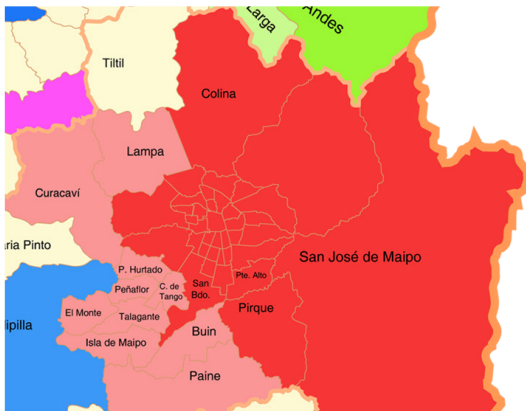 Larga
Andes
Tiltil
Colina
Lampa
Curacaví
aria Pinto
San José de Maipo
P. Hurtado
Peñaflor
C. de
Tango
San
Bdo.
Pte. Alto
El Monte
Talagante
Pirque
lipilla
Isla de Maipo
Buin
Paine